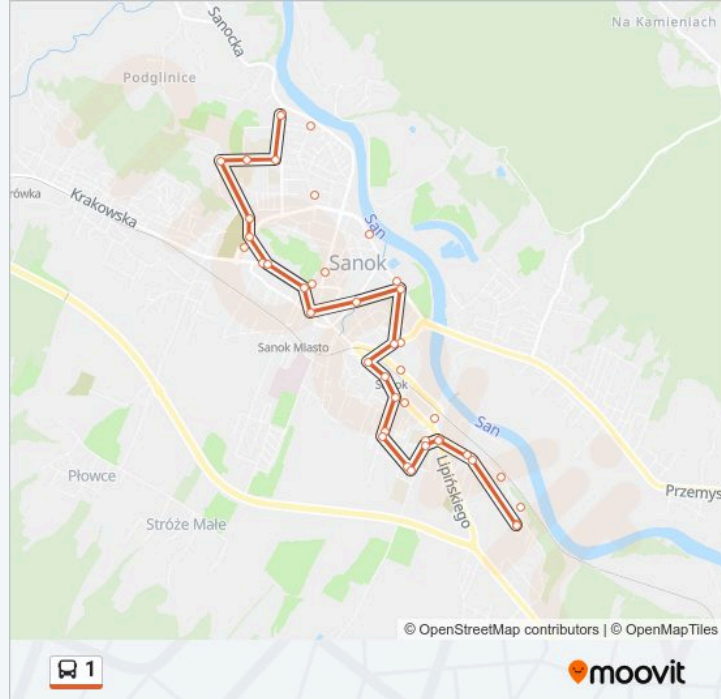 Sanocka
Na Kamieniach
Podglinice
rówka
Krakowska
San
Sanok
Sanok Miasto
Sanok
San
Płowce
Lipińskiego
Przemys
Stróże Małe
© OpenStreetMap contributors | © OpenMapTiles
1
moovit